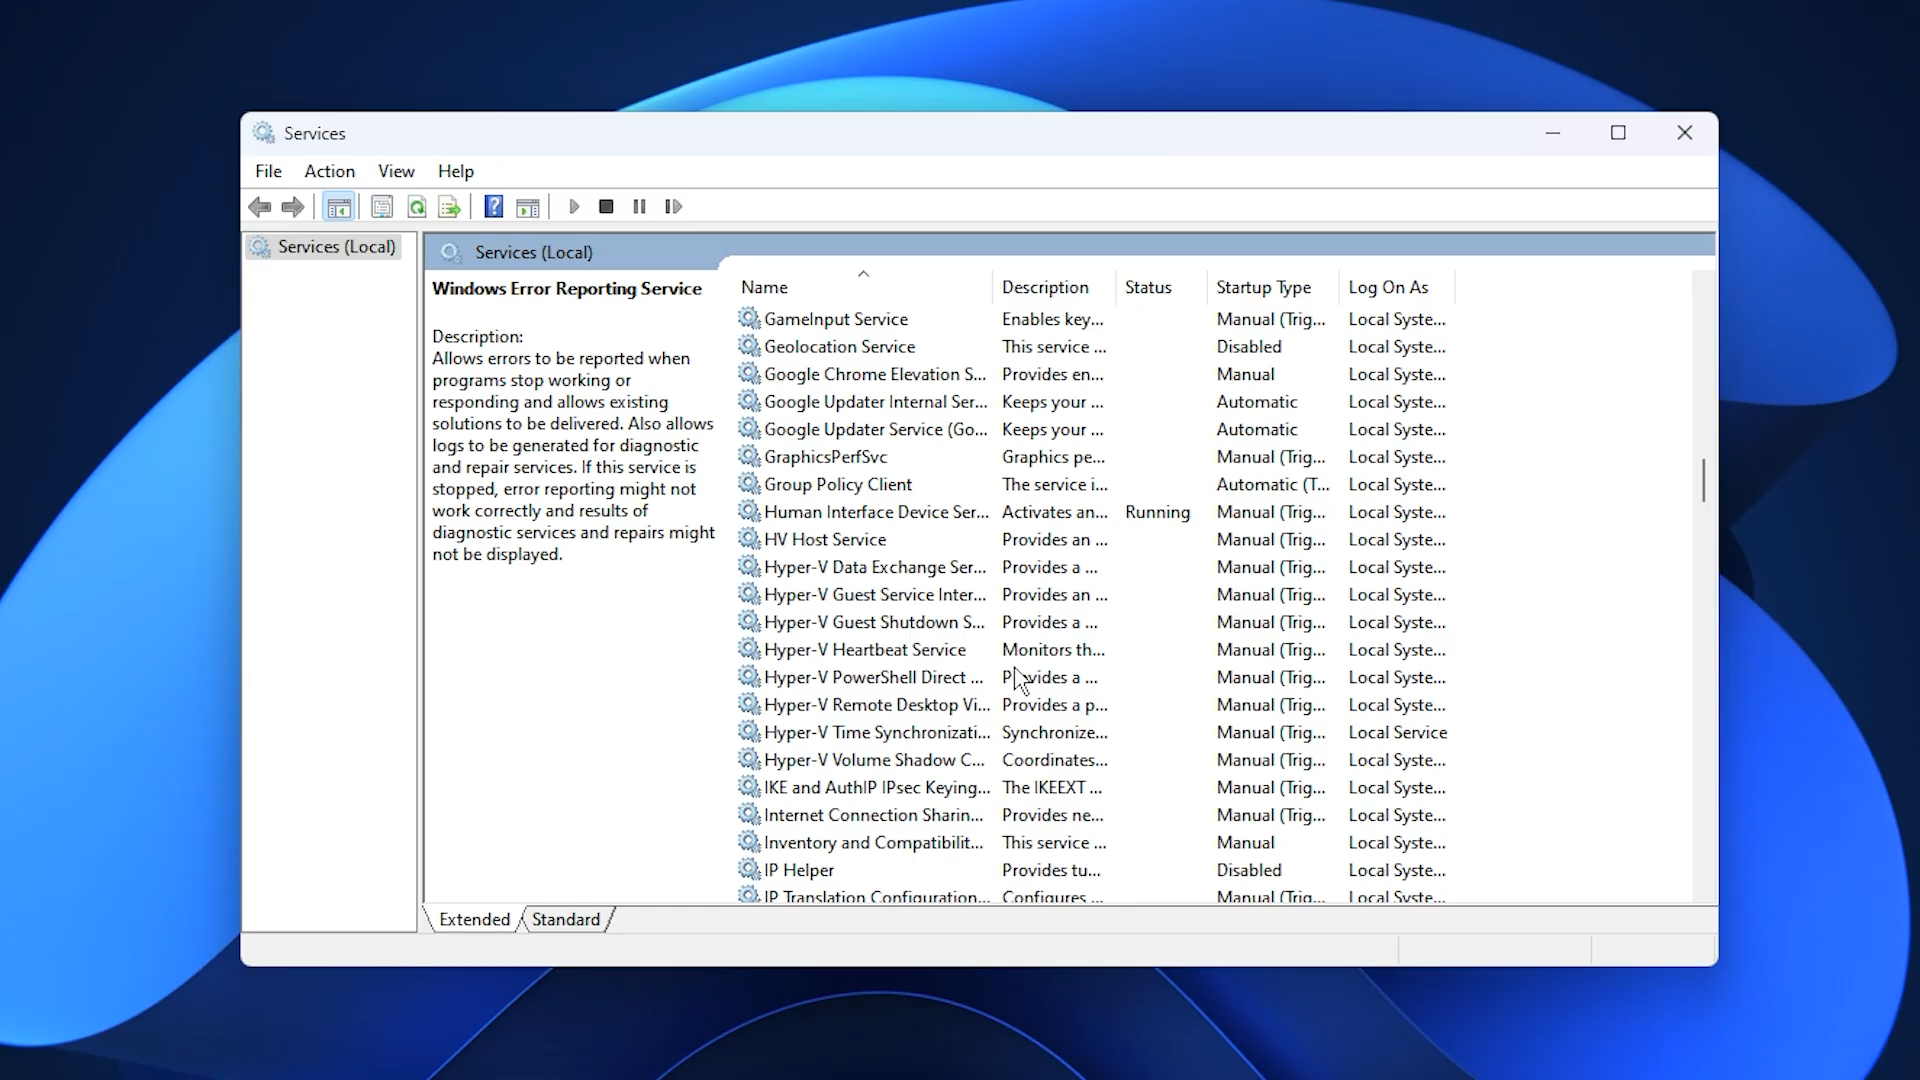 Services
File Action View Help
Services (Local)
Services (Local)
Windows Error Reporting Service
Description:
Allows errors to be reported when
programs stop working or
responding and allows existing
solutions to be delivered. Also allows
logs to be generated for diagnostic
and repair services. If this service is
stopped, error reporting might not
work correctly and results of
diagnostic services and repairs might
not be displayed.
Name Description Status Startup Type Log On As
GameInput Service Enables key... Manual (Trig... Local Syste...
Geolocation Service This service ... Disabled Local Syste...
Google Chrome Elevation S... Provides en... Manual Local Syste...
Google Updater Internal Ser... Keeps your ... Automatic Local Syste...
Google Updater Service (Go... Keeps your ... Automatic Local Syste...
GraphicsPerfSvc Graphics pe... Manual (Trig... Local Syste...
Group Policy Client The service i... Automatic (T... Local Syste...
Human Interface Device Ser... Activates an... Running Manual (Trig... Local Syste...
HV Host Service Provides an ... Manual (Trig... Local Syste...
Hyper-V Data Exchange Ser... Provides a ... Manual (Trig... Local Syste...
Hyper-V Guest Service Inter... Provides an ... Manual (Trig... Local Syste...
Hyper-V Guest Shutdown S... Provides a ... Manual (Trig... Local Syste...
Hyper-V Heartbeat Service Monitors th... Manual (Trig... Local Syste...
Hyper-V PowerShell Direct ... Provides a ... Manual (Trig... Local Syste...
Hyper-V Remote Desktop Vi... Provides a p... Manual (Trig... Local Syste...
Hyper-V Time Synchronizati... Synchronize... Manual (Trig... Local Service
Hyper-V Volume Shadow C... Coordinates... Manual (Trig... Local Syste...
IKE and AuthIP IPsec Keying... The IKEEXT ... Manual (Trig... Local Syste...
Internet Connection Sharin... Provides ne... Manual (Trig... Local Syste...
Inventory and Compatibilit... This service ... Manual Local Syste...
IP Helper Provides tu... Disabled Local Syste...
IP Translation Configuration... Configures ... Manual (Trig... Local Syste...
Extended Standard